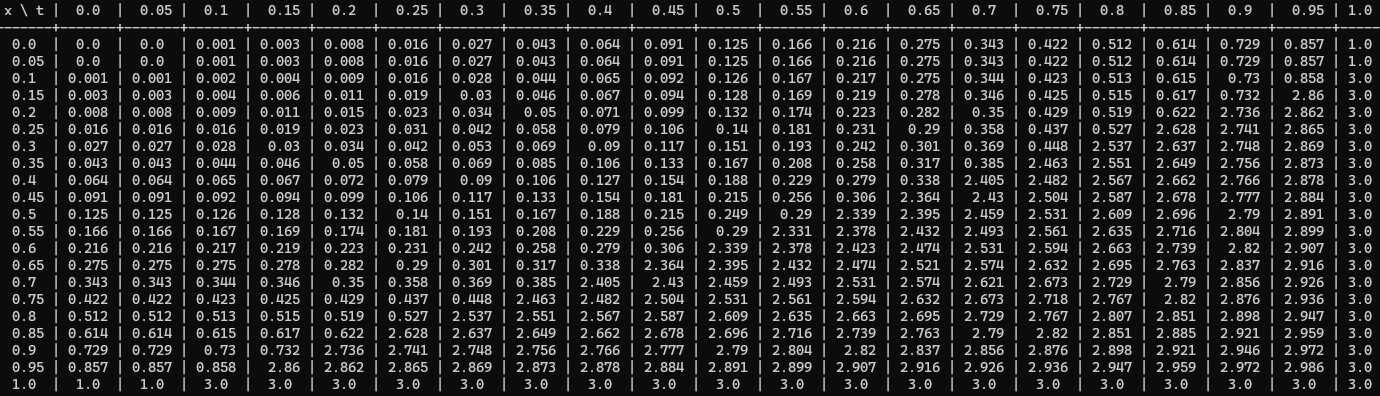 x \ t | 0.0 | 0.05 | 0.1 | 0.15 | 0.2 | 0.25 | 0.3 | 0.35 | 0.4 | 0.45 | 0.5 | 0.55 | 0.6 | 0.65 | 0.7 | 0.75 | 0.8 | 0.85 | 0.9 | 0.95 | 1.0
0.0 | 0.0 | 0.0 | 0.001 | 0.003 | 0.008 | 0.016 | 0.027 | 0.043 | 0.064 | 0.091 | 0.125 | 0.166 | 0.216 | 0.275 | 0.343 | 0.422 | 0.512 | 0.614 | 0.729 | 0.857 | 1.0
0.05 | 0.0 | 0.0 | 0.001 | 0.003 | 0.008 | 0.016 | 0.027 | 0.043 | 0.064 | 0.091 | 0.125 | 0.166 | 0.216 | 0.275 | 0.343 | 0.422 | 0.512 | 0.614 | 0.729 | 0.857 | 1.0
0.1 | 0.001 | 0.001 | 0.002 | 0.004 | 0.009 | 0.016 | 0.028 | 0.044 | 0.065 | 0.092 | 0.126 | 0.167 | 0.217 | 0.275 | 0.344 | 0.423 | 0.513 | 0.615 | 0.73 | 0.858 | 3.0
0.15 | 0.003 | 0.003 | 0.004 | 0.006 | 0.011 | 0.019 | 0.03 | 0.046 | 0.067 | 0.094 | 0.128 | 0.169 | 0.219 | 0.278 | 0.346 | 0.425 | 0.515 | 0.617 | 0.732 | 2.86 | 3.0
0.2 | 0.008 | 0.008 | 0.009 | 0.011 | 0.015 | 0.023 | 0.034 | 0.05 | 0.071 | 0.099 | 0.132 | 0.174 | 0.223 | 0.282 | 0.35 | 0.429 | 0.519 | 0.622 | 2.736 | 2.862 | 3.0
0.25 | 0.016 | 0.016 | 0.016 | 0.019 | 0.023 | 0.031 | 0.042 | 0.058 | 0.079 | 0.106 | 0.14 | 0.181 | 0.231 | 0.29 | 0.358 | 0.437 | 0.527 | 2.628 | 2.741 | 2.865 | 3.0
0.3 | 0.027 | 0.027 | 0.028 | 0.03 | 0.034 | 0.042 | 0.053 | 0.069 | 0.09 | 0.117 | 0.151 | 0.193 | 0.242 | 0.301 | 0.369 | 0.448 | 2.537 | 2.637 | 2.748 | 2.869 | 3.0
0.35 | 0.043 | 0.043 | 0.044 | 0.046 | 0.05 | 0.058 | 0.069 | 0.085 | 0.106 | 0.133 | 0.167 | 0.208 | 0.258 | 0.317 | 0.385 | 2.463 | 2.551 | 2.649 | 2.756 | 2.873 | 3.0
0.4 | 0.064 | 0.064 | 0.065 | 0.067 | 0.072 | 0.079 | 0.09 | 0.106 | 0.127 | 0.154 | 0.188 | 0.229 | 0.279 | 0.338 | 2.405 | 2.482 | 2.567 | 2.662 | 2.766 | 2.878 | 3.0
0.45 | 0.091 | 0.091 | 0.092 | 0.094 | 0.099 | 0.106 | 0.117 | 0.133 | 0.154 | 0.181 | 0.215 | 0.256 | 0.306 | 2.364 | 2.43 | 2.504 | 2.587 | 2.678 | 2.777 | 2.884 | 3.0
0.5 | 0.125 | 0.125 | 0.126 | 0.128 | 0.132 | 0.14 | 0.151 | 0.167 | 0.188 | 0.215 | 0.249 | 0.29 | 2.339 | 2.395 | 2.459 | 2.531 | 2.609 | 2.696 | 2.79 | 2.891 | 3.0
0.55 | 0.166 | 0.166 | 0.167 | 0.169 | 0.174 | 0.181 | 0.193 | 0.208 | 0.229 | 0.256 | 0.29 | 2.331 | 2.378 | 2.432 | 2.493 | 2.561 | 2.635 | 2.716 | 2.804 | 2.899 | 3.0
0.6 | 0.216 | 0.216 | 0.217 | 0.219 | 0.223 | 0.231 | 0.242 | 0.258 | 0.279 | 0.306 | 2.339 | 2.378 | 2.423 | 2.474 | 2.531 | 2.594 | 2.663 | 2.739 | 2.82 | 2.907 | 3.0
0.65 | 0.275 | 0.275 | 0.275 | 0.278 | 0.282 | 0.29 | 0.301 | 0.317 | 0.338 | 2.364 | 2.395 | 2.432 | 2.474 | 2.521 | 2.574 | 2.632 | 2.695 | 2.763 | 2.837 | 2.916 | 3.0
0.7 | 0.343 | 0.343 | 0.344 | 0.346 | 0.35 | 0.358 | 0.369 | 0.385 | 2.405 | 2.43 | 2.459 | 2.493 | 2.531 | 2.574 | 2.621 | 2.673 | 2.729 | 2.79 | 2.856 | 2.926 | 3.0
0.75 | 0.422 | 0.422 | 0.423 | 0.425 | 0.429 | 0.437 | 0.448 | 2.463 | 2.482 | 2.504 | 2.531 | 2.561 | 2.594 | 2.632 | 2.673 | 2.718 | 2.767 | 2.82 | 2.876 | 2.936 | 3.0
0.8 | 0.512 | 0.512 | 0.513 | 0.515 | 0.519 | 0.527 | 2.537 | 2.551 | 2.567 | 2.587 | 2.609 | 2.635 | 2.663 | 2.695 | 2.729 | 2.767 | 2.807 | 2.851 | 2.898 | 2.947 | 3.0
0.85 | 0.614 | 0.614 | 0.615 | 0.617 | 0.622 | 2.628 | 2.637 | 2.649 | 2.662 | 2.678 | 2.696 | 2.716 | 2.739 | 2.763 | 2.79 | 2.82 | 2.851 | 2.885 | 2.921 | 2.959 | 3.0
0.9 | 0.729 | 0.729 | 0.73 | 0.732 | 2.736 | 2.741 | 2.748 | 2.756 | 2.766 | 2.777 | 2.79 | 2.804 | 2.82 | 2.837 | 2.856 | 2.876 | 2.898 | 2.921 | 2.946 | 2.972 | 3.0
0.95 | 0.857 | 0.857 | 0.858 | 2.86 | 2.862 | 2.865 | 2.869 | 2.873 | 2.878 | 2.884 | 2.891 | 2.899 | 2.907 | 2.916 | 2.926 | 2.936 | 2.947 | 2.959 | 2.972 | 2.986 | 3.0
1.0 | 1.0 | 1.0 | 3.0 | 3.0 | 3.0 | 3.0 | 3.0 | 3.0 | 3.0 | 3.0 | 3.0 | 3.0 | 3.0 | 3.0 | 3.0 | 3.0 | 3.0 | 3.0 | 3.0 | 3.0 | 3.0